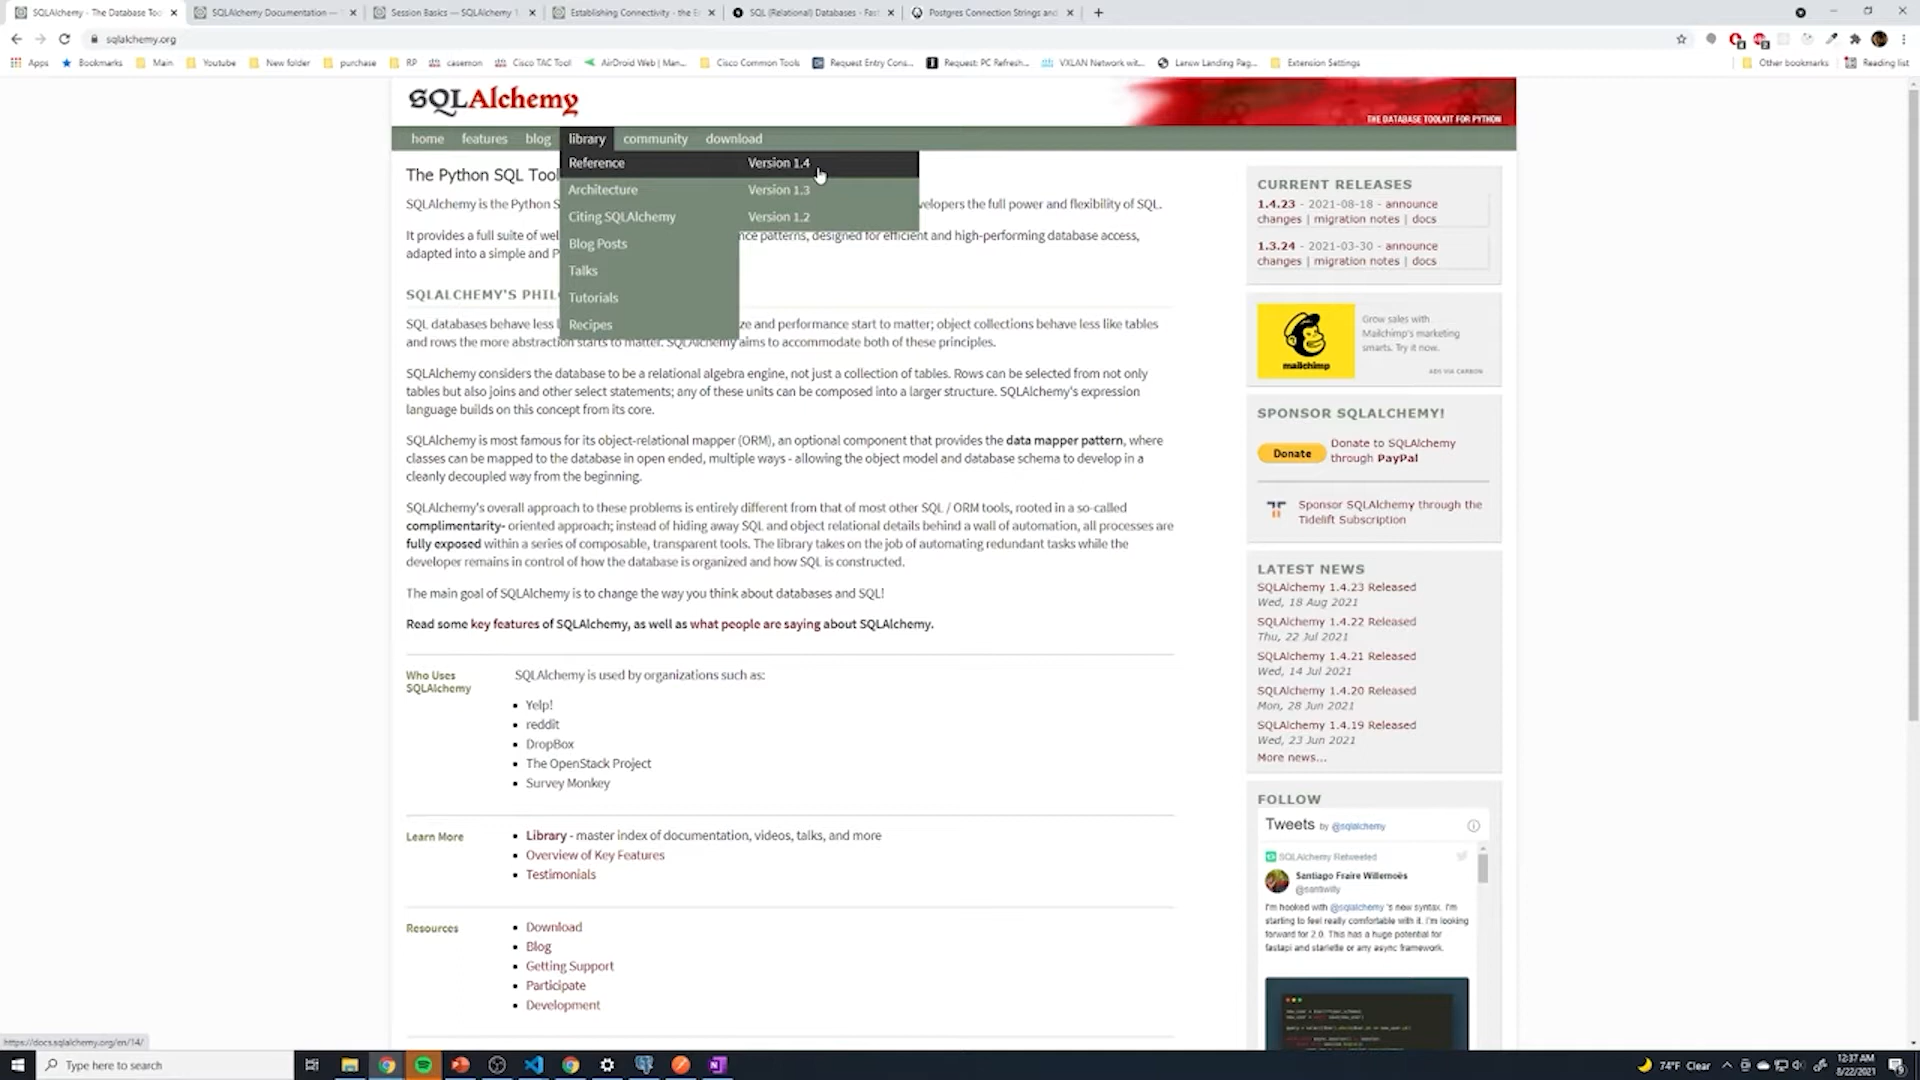 SQLAlchemy - The Database Too
SQLAlchemy Documentation —
Session Basics — SQLAlchemy 1
Establishing Connectivity - the E
SQL (Relational) Databases - Fas
Postgres Connection Strings and
sqlalchemy.org
Apps
Bookmarks
Main
Youtube
New folder
purchase
RP
casemon
Cisco TAC Tool
AirDroid Web | Man...
Cisco Common Tools
Request Entry Cons...
Request: PC Refresh...
VXLAN Network wit...
Lenow Landing Pag...
Extension Settings
Other bookmarks
Reading list
SQLAlchemy
THE DATABASE TOOLKIT FOR PYTHON
home
features
blog
library
community
download
Reference
Architecture
Citing SQLAlchemy
Blog Posts
Talks
Tutorials
Recipes
Version 1.4
Version 1.3
Version 1.2
The Python SQL Tool
SQLAlchemy is the Python S velopers the full power and flexibility of SQL.
It provides a full suite of wel nce patterns, designed for efficient and high-performing database access,
adapted into a simple and P
SQLALCHEMY'S PHIL
SQL databases behave less l ze and performance start to matter; object collections behave less like tables
and rows the more abstraction starts to matter. SQLAlchemy aims to accommodate both of these principles.
SQLAlchemy considers the database to be a relational algebra engine, not just a collection of tables. Rows can be selected from not only
tables but also joins and other select statements; any of these units can be composed into a larger structure. SQLAlchemy's expression
language builds on this concept from its core.
SQLAlchemy is most famous for its object-relational mapper (ORM), an optional component that provides the data mapper pattern, where
classes can be mapped to the database in open ended, multiple ways - allowing the object model and database schema to develop in a
cleanly decoupled way from the beginning.
SQLAlchemy's overall approach to these problems is entirely different from that of most other SQL / ORM tools, rooted in a so-called
complimentarity- oriented approach; instead of hiding away SQL and object relational details behind a wall of automation, all processes are
fully exposed within a series of composable, transparent tools. The library takes on the job of automating redundant tasks while the
developer remains in control of how the database is organized and how SQL is constructed.
The main goal of SQLAlchemy is to change the way you think about databases and SQL!
Read some key features of SQLAlchemy, as well as what people are saying about SQLAlchemy.
Who Uses
SQLAlchemy
SQLAlchemy is used by organizations such as:
Yelp!
reddit
DropBox
The OpenStack Project
Survey Monkey
Learn More
Library - master index of documentation, videos, talks, and more
Overview of Key Features
Testimonials
Resources
Download
Blog
Getting Support
Participate
Development
CURRENT RELEASES
1.4.23 - 2021-08-18 - announce
changes | migration notes | docs
1.3.24 - 2021-03-30 - announce
changes | migration notes | docs
mailchimp
Grow sales with
Mailchimp's marketing
smarts. Try it now.
ADS VIA CARBON
SPONSOR SQLALCHEMY!
Donate
Donate to SQLAlchemy
through PayPal
Sponsor SQLAlchemy through the
Tidelift Subscription
LATEST NEWS
SQLAlchemy 1.4.23 Released
Wed, 18 Aug 2021
SQLAlchemy 1.4.22 Released
Thu, 22 Jul 2021
SQLAlchemy 1.4.21 Released
Wed, 14 Jul 2021
SQLAlchemy 1.4.20 Released
Mon, 28 Jun 2021
SQLAlchemy 1.4.19 Released
Wed, 23 Jun 2021
More news...
FOLLOW
Tweets by @sqlalchemy
SQLAlchemy Retweeted
Santiago Fraire Willemoës
@santiwilly
I'm hooked with @sqlalchemy 's new syntax. I'm
starting to feel really comfortable with it. I'm looking
forward for 2.0. This has a huge potential for
fastapi and starlette or any async framework.
https://docs.sqlalchemy.org/en/14/
Type here to search
74°F Clear
12:37 AM
8/22/2021